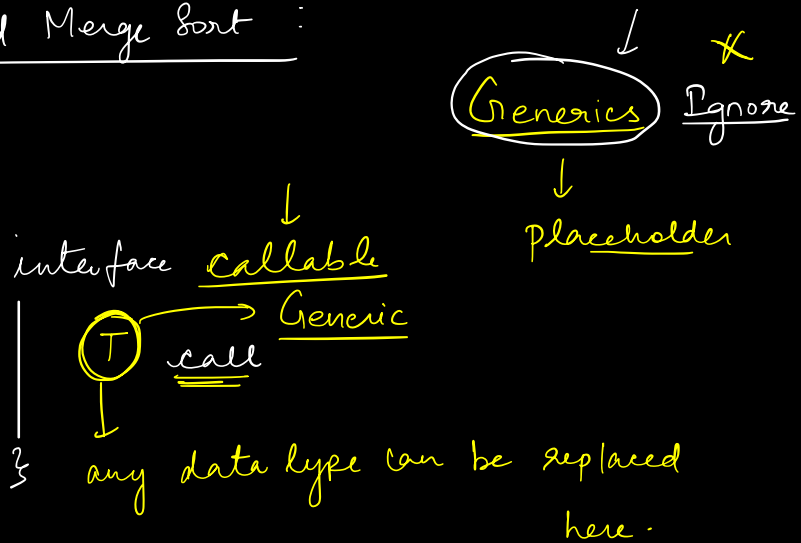 Merge Sort :
Generics Ignore
placeholder
interface callable
Generic
T call
} any data type can be replaced
here.